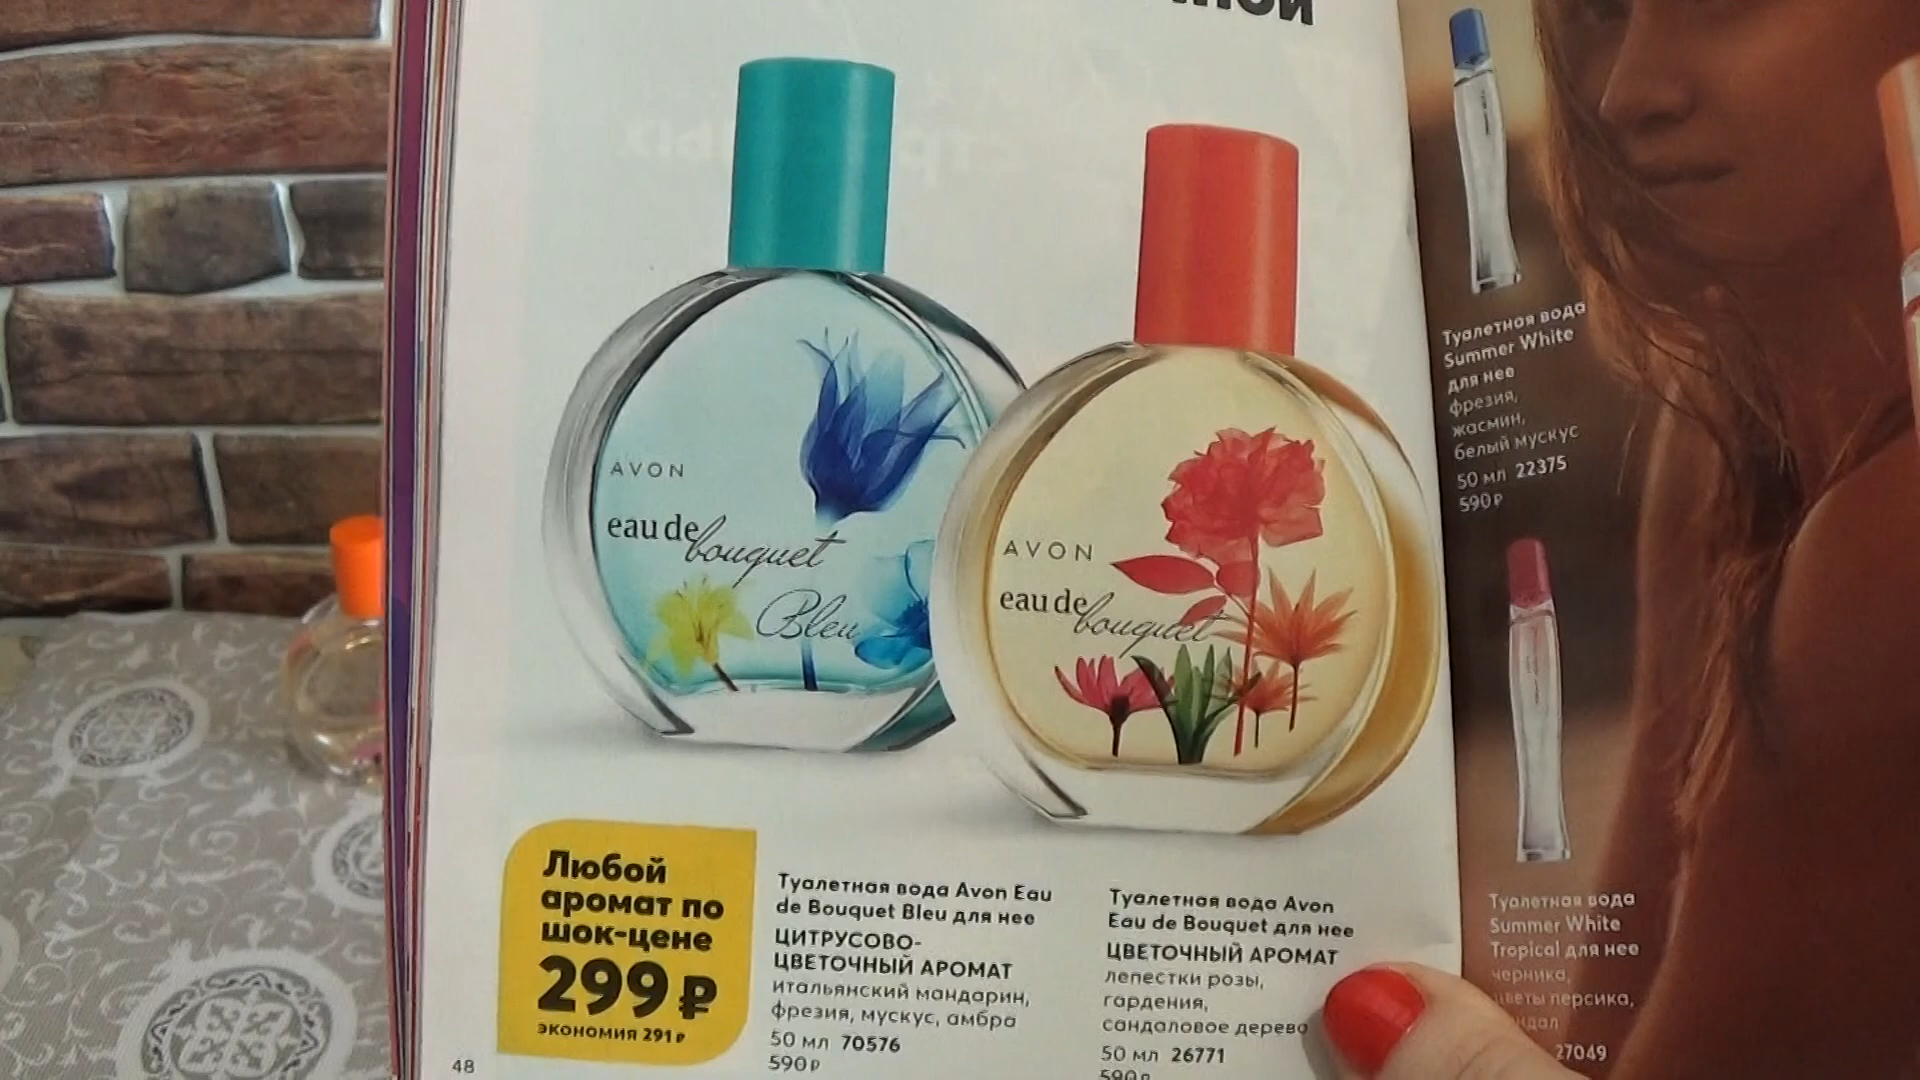 AVON
eau de bouquet
Bleu
AVON
eau de bouquet
Любой
аромат по
шок-цене
299 ₽
экономия 291 ₽
Туалетная вода Avon Eau
de Bouquet Bleu для нее
ЦИТРУСОВО-
ЦВЕТОЧНЫЙ АРОМАТ
итальянский мандарин,
фрезия, мускус, амбра
50 мл 70576
590 ₽
Туалетная вода Avon
Eau de Bouquet для нее
ЦВЕТОЧНЫЙ АРОМАТ
лепестки розы,
гардения,
сандаловое дерево
50 мл 26771
590 ₽
48
Туалетная вода
Summer White
для нее
фрезия,
жасмин,
белый мускус
50 мл 22375
590 ₽
Туалетная вода
Summer White
Tropical для нее
черника,
цветы персика,
27049